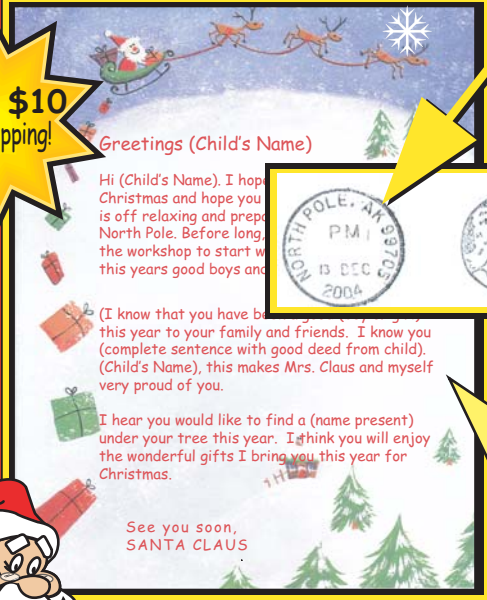 $10
pping!
Greetings (Child's Name)
Hi (Child's Name). I hope
Christmas and hope you
is off relaxing and prepa
North Pole. Before long,
the workshop to start w
this years good boys and
NORTH POLE, AK 99705
PM
13 DEC
2004
(I know that you have be
this year to your family and friends. I know you
(complete sentence with good deed from child).
(Child's Name), this makes Mrs. Claus and myself
very proud of you.
I hear you would like to find a (name present)
under your tree this year. I think you will enjoy
the wonderful gifts I bring you this year for
Christmas.
See you soon,
SANTA CLAUS